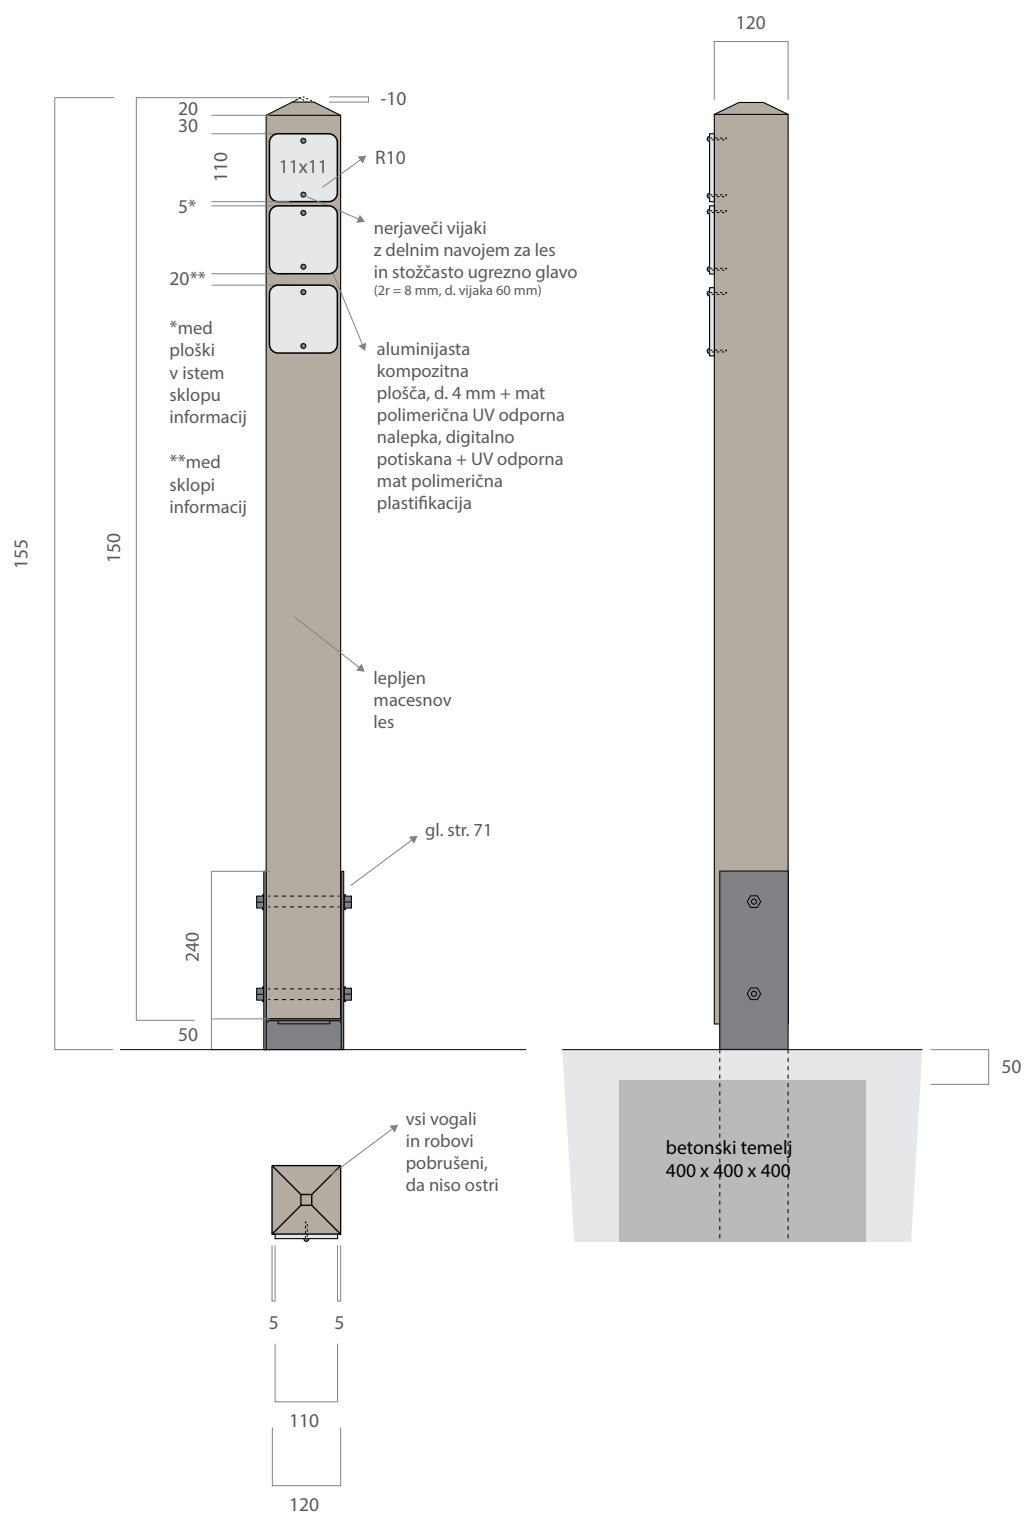 120
-10
20
30
110
11x11
R10
5*
nerjaveči vijaki
z delnim navojem za les
in stožčasto ugrezno glavo
(2r = 8 mm, d. vijaka 60 mm)
20**
*med
ploški
v istem
sklopu
informacij
**med
sklopi
informacij
aluminijasta
kompozitna
plošča, d. 4 mm + mat
polimerična UV odporna
nalepka, digitalno
potiskana + UV odporna
mat polimerična
plastifikacija
155
150
lepljen
macesnov
les
gl. str. 71
240
50
50
betonski temelj
400 x 400 x 400
vsi vogali
in robovi
pobrušeni,
da niso ostri
5 5
110
120